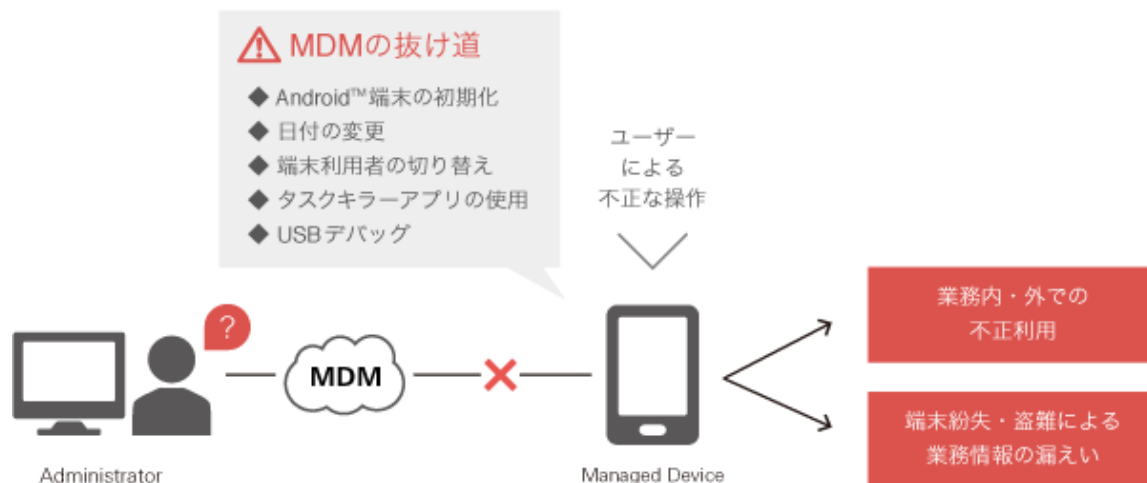 MDMの抜け道
◆ Android™端末の初期化
◆ 日付の変更
◆ 端末利用者の切り替え
◆ タスクキラーアプリの使用
◆ USBデバッグ
ユーザー
による
不正な操作
?
MDM
Administrator
Managed Device
業務内・外での
不正利用
端末紛失・盗難による
業務情報の漏えい